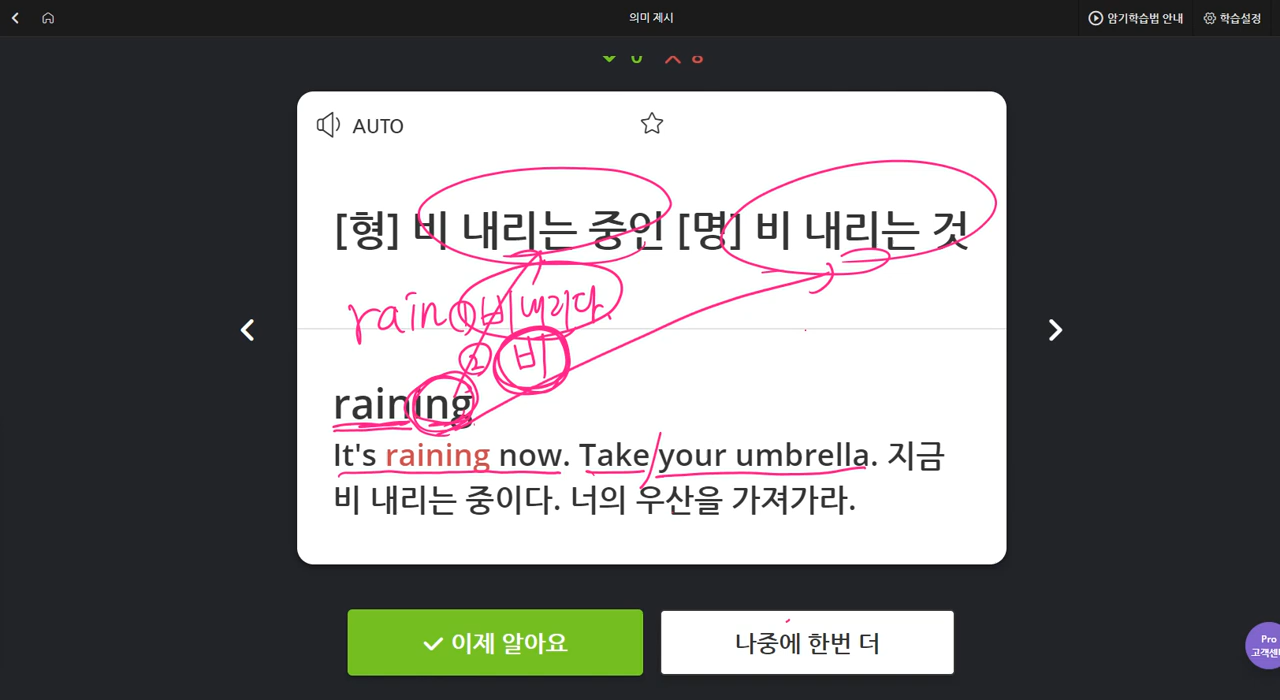 의미 제시
암기학습법 안내
학습설정
AUTO
[형] 비 내리는 중인 [명] 비 내리는 것
rain ① 비내리다
② 비
raining
It's raining now. Take your umbrella. 지금
비 내리는 중이다. 너의 우산을 가져가라.
이제 알아요
나중에 한번 더
Pro